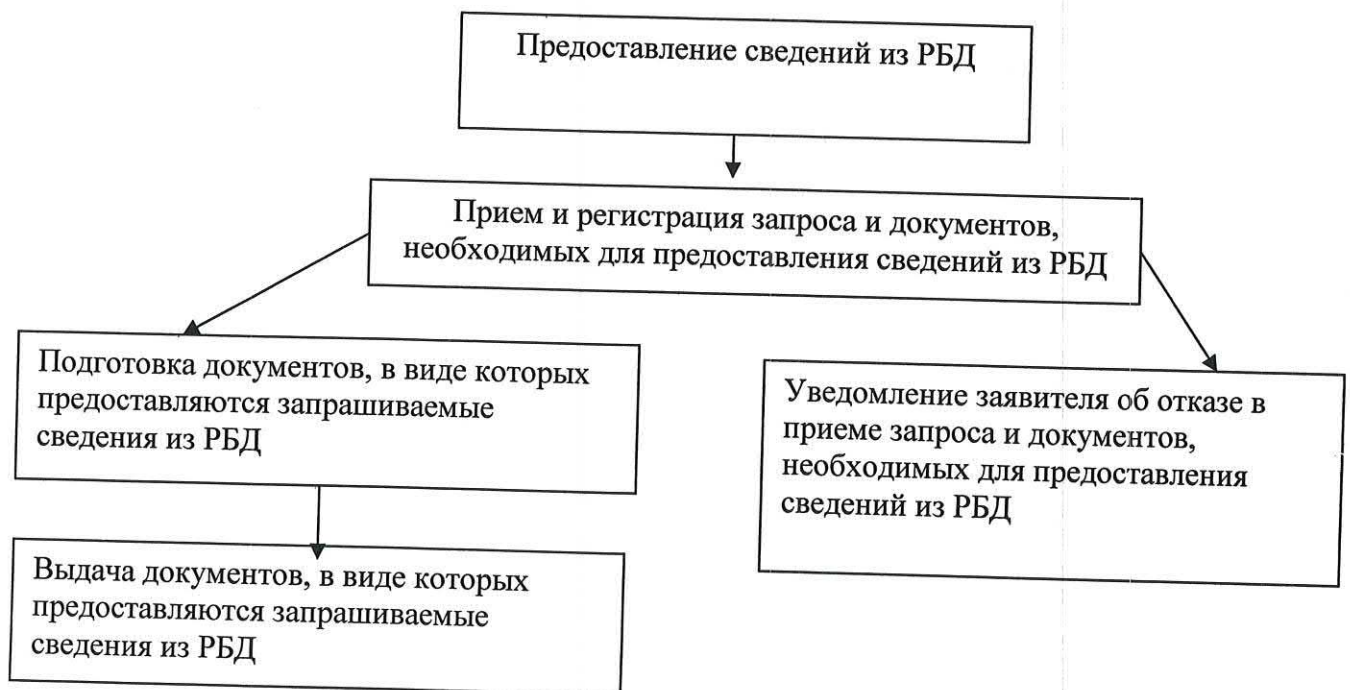 Предоставление сведений из РБД
Прием и регистрация запроса и документов,
необходимых для предоставления сведений из РБД
Подготовка документов, в виде которых
предоставляются запрашиваемые
сведения из РБД
Уведомление заявителя об отказе в
приеме запроса и документов,
необходимых для предоставления
сведений из РБД
Выдача документов, в виде которых
предоставляются запрашиваемые
сведения из РБД